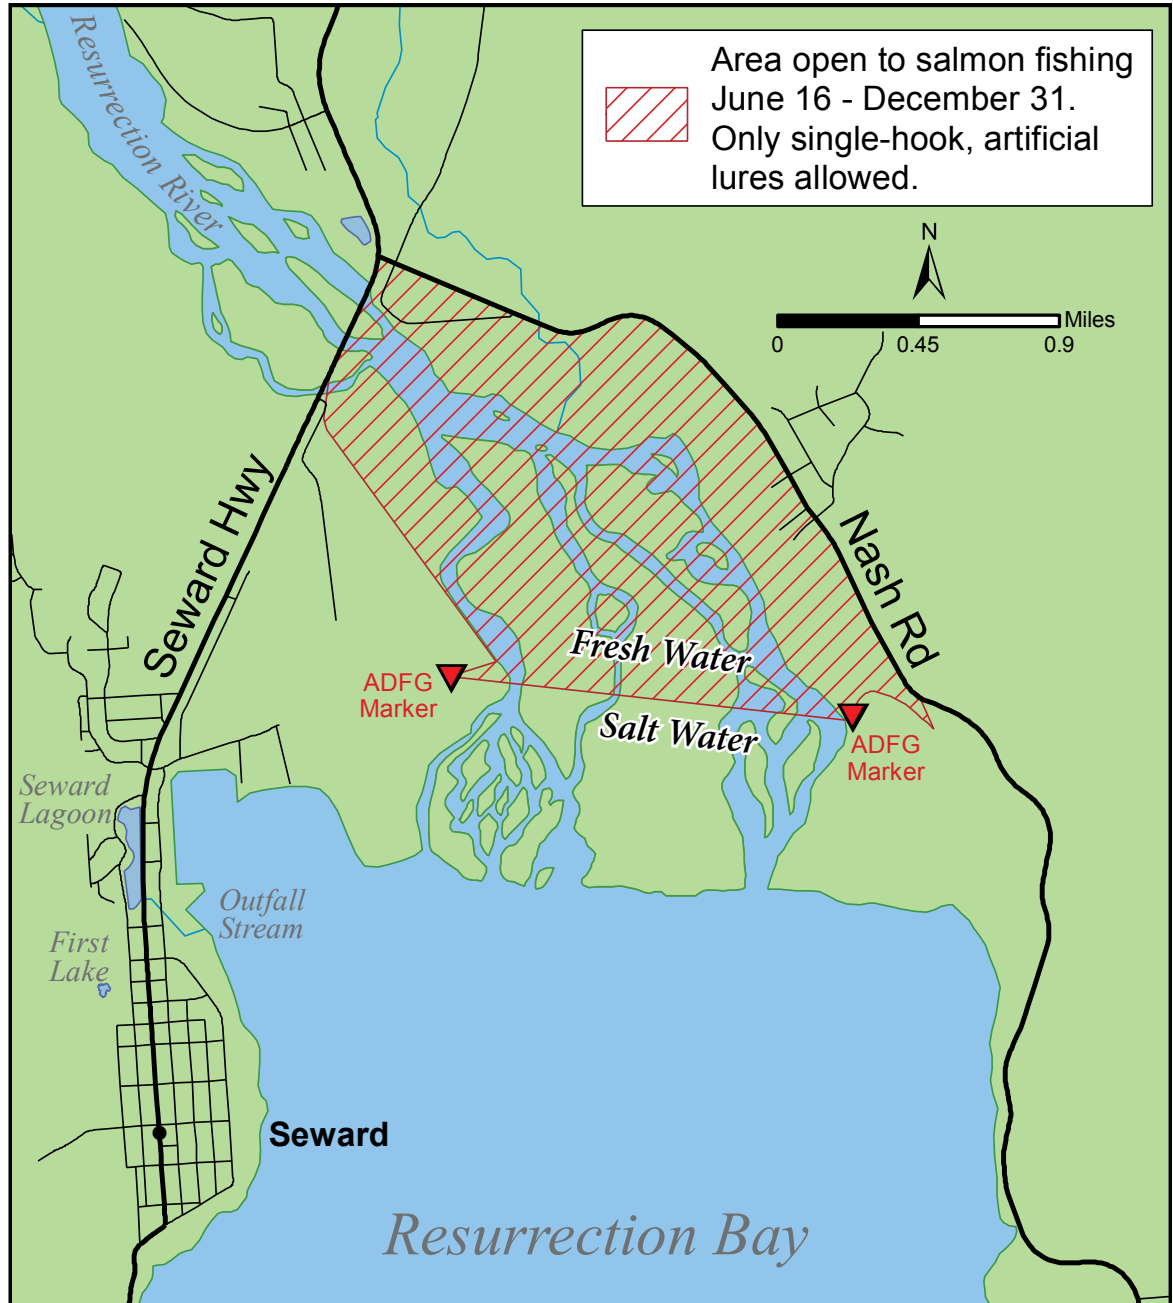 Resurrection River
Area open to salmon fishing
June 16 - December 31.
Only single-hook, artificial
lures allowed.
N
Miles
0 0.45 0.9
Seward Hwy
Nash Rd
Fresh Water
ADFG
Marker
Salt Water
ADFG
Marker
Seward
Lagoon
Outfall
Stream
First
Lake
Seward
Resurrection Bay